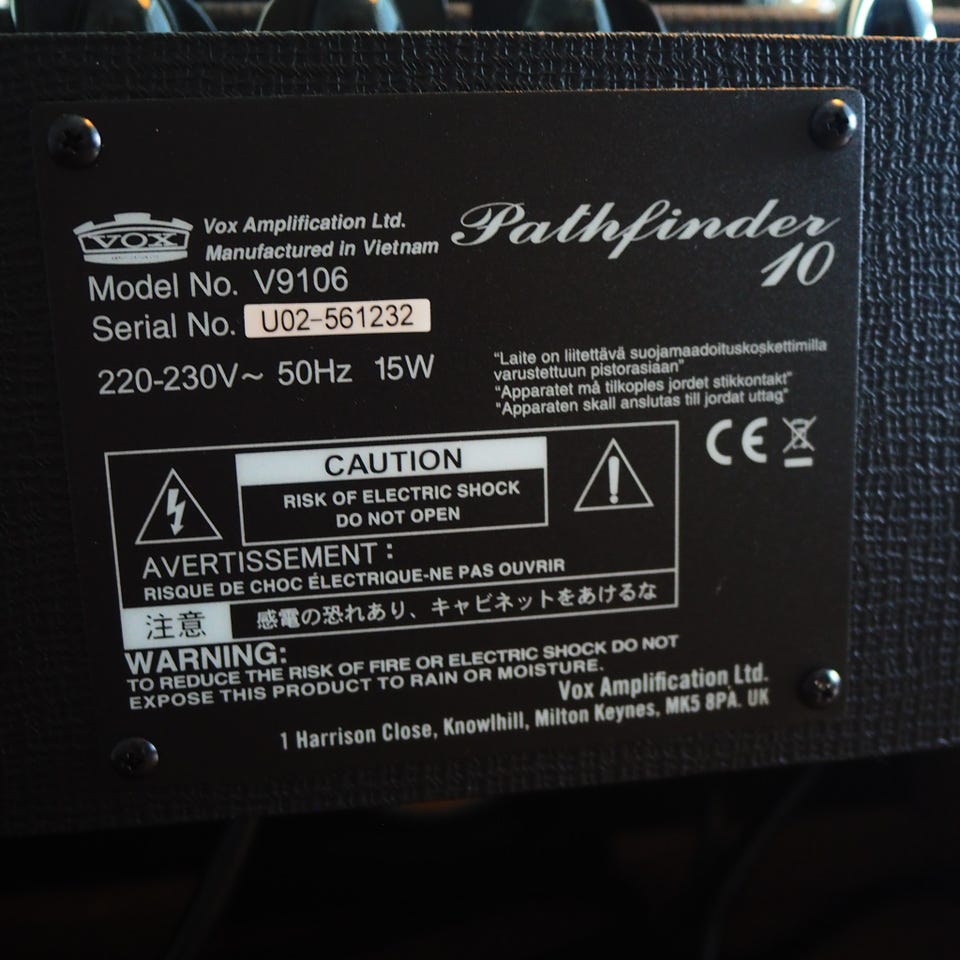 VOX
Vox Amplification Ltd.
Manufactured in Vietnam
Pathfinder
10
Model No. V9106
Serial No. U02-561232
220-230V~ 50Hz 15W
"Laite on liitettävä suojamaadoituskoskettimilla
varustettuun pistorasiaan"
"Apparatet må tilkoples jordet stikkontakt"
"Apparaten skall anslutas till jordat uttag"
CE
CAUTION
RISK OF ELECTRIC SHOCK
DO NOT OPEN
AVERTISSEMENT :
RISQUE DE CHOC ÉLECTRIQUE-NE PAS OUVRIR
注意 感電の恐れあり、キャビネットをあけるな
WARNING:
TO REDUCE THE RISK OF FIRE OR ELECTRIC SHOCK DO NOT
EXPOSE THIS PRODUCT TO RAIN OR MOISTURE.
Vox Amplification Ltd.
1 Harrison Close, Knowlhill, Milton Keynes, MK5 8PA. UK